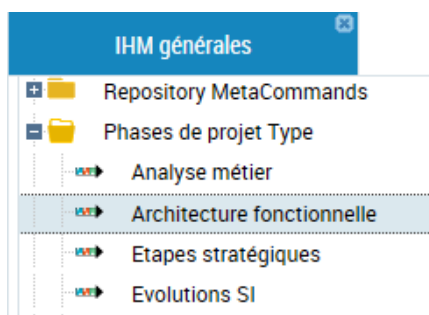 IHM générales
Repository MetaCommands
Phases de projet Type
Analyse métier
Architecture fonctionnelle
Etapes stratégiques
Evolutions SI